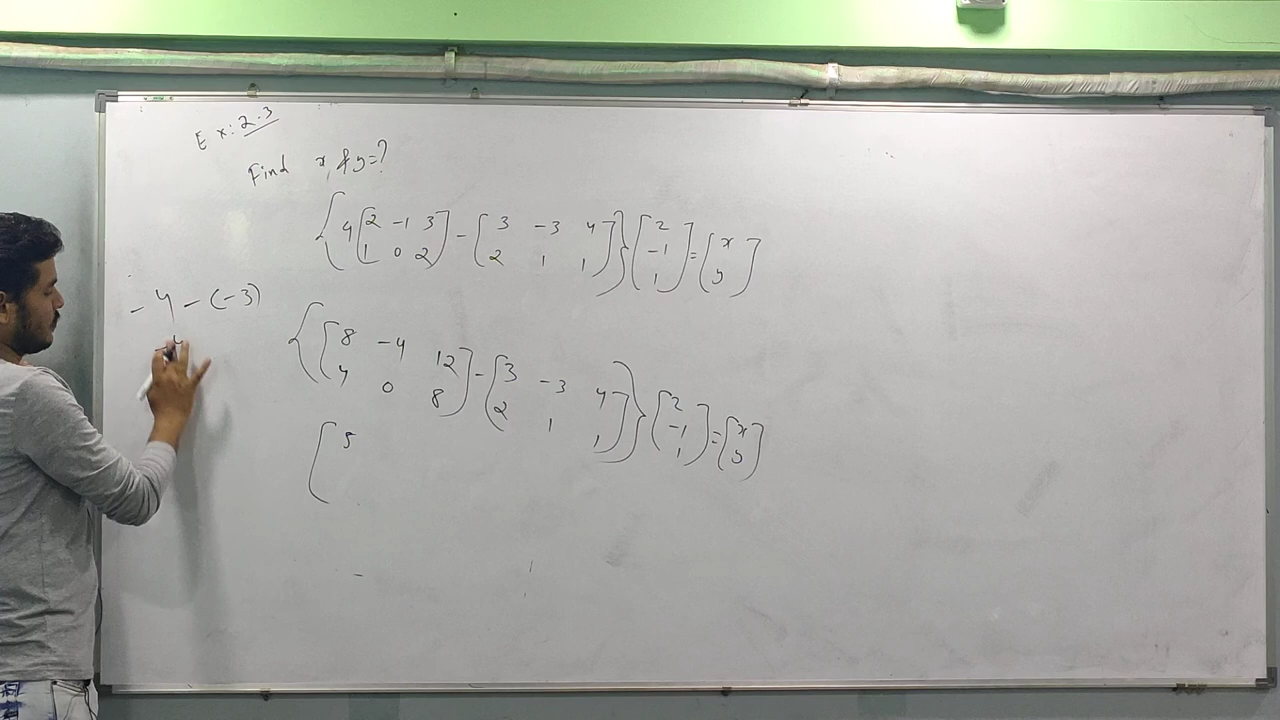 Ex: 2.3
Find x, & y=?
{4[2 -1 3] - [3 -3 4]} [2] = [x]
[1 0 2] [2 1 1] [-1] [y]
[1]
-4 - (-3)
-4
{[8 -4 12] - [3 -3 4]} [2] = [x]
[4 0 8] [2 1 1] [-1] [y]
[1]
[5